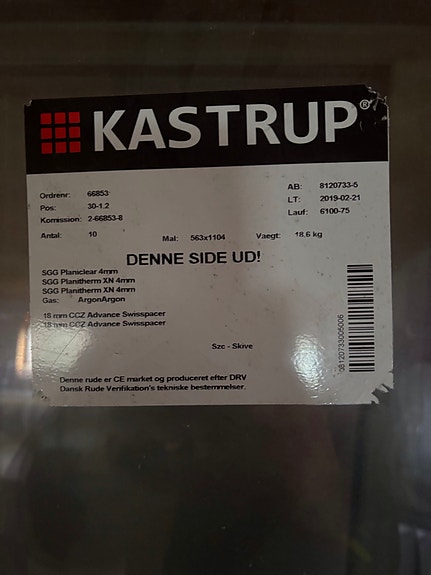 KASTRUP®
Ordrenr: 66853 AB: 8120733-5
Pos: 30-1.2 LT: 2019-02-21
Komission: 2-66853-8 Lauf: 6100-75
Antal: 10 Mal: 563x1104 Vaegt: 18.6 kg
DENNE SIDE UD!
SGG Planiclear 4mm
SGG Planitherm XN 4mm
SGG Planitherm XN 4mm
Gas: ArgonArgon
18 mm CCZ Advance Swisspacer
18 mm CCZ Advance Swisspacer
Szc - Skive
Denne rude er CE market og produceret efter DRV
Dansk Rude Verifikation's tekniske bestemmelser.
08120733005006